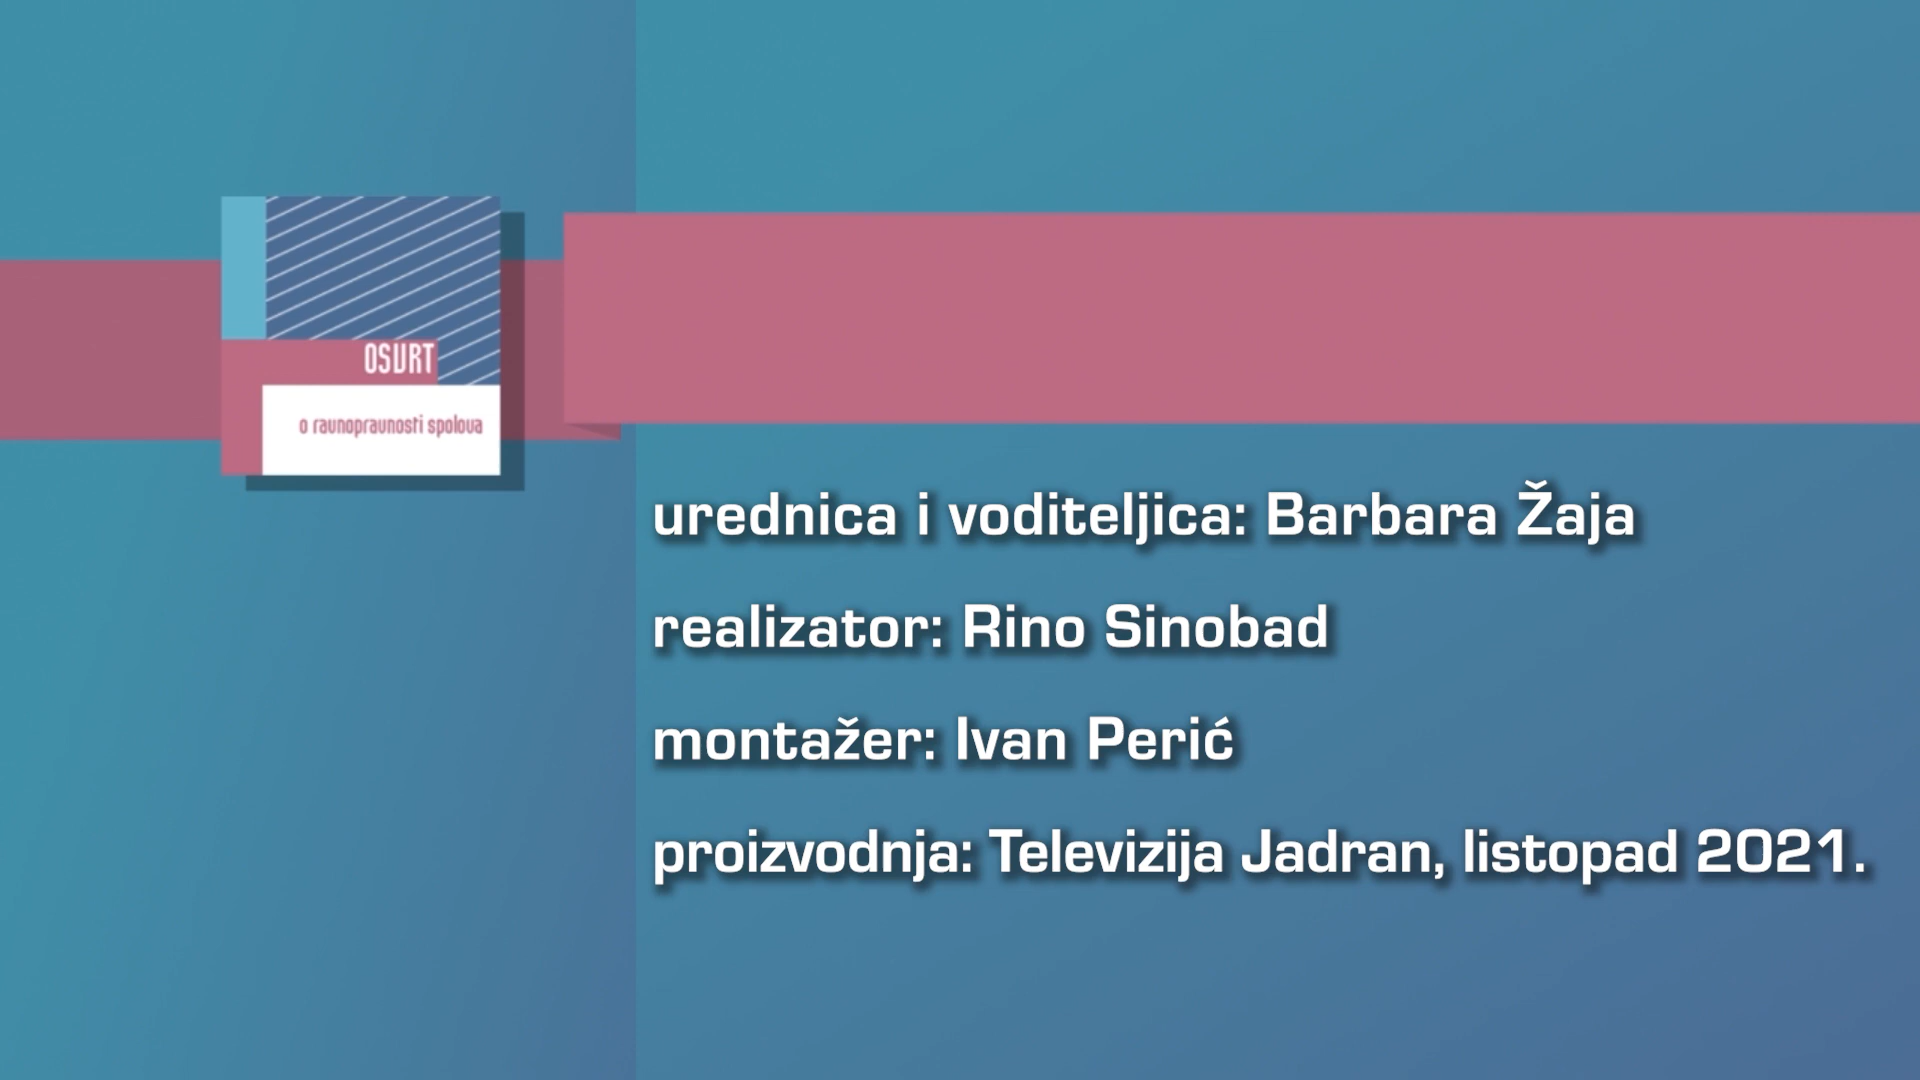 OSVRT
o ravnopravnosti spolova
urednica i voditeljica: Barbara Žaja
realizator: Rino Sinobad
montažer: Ivan Perić
proizvodnja: Televizija Jadran, listopad 2021.